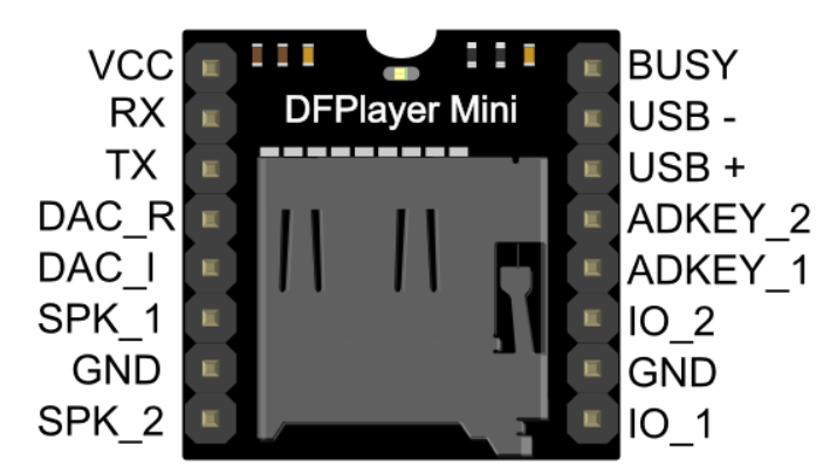 VCC
BUSY
RX
DFPlayer Mini
USB -
TX
USB +
DAC_R
ADKEY_2
DAC_I
ADKEY_1
SPK_1
IO_2
GND
GND
SPK_2
IO_1